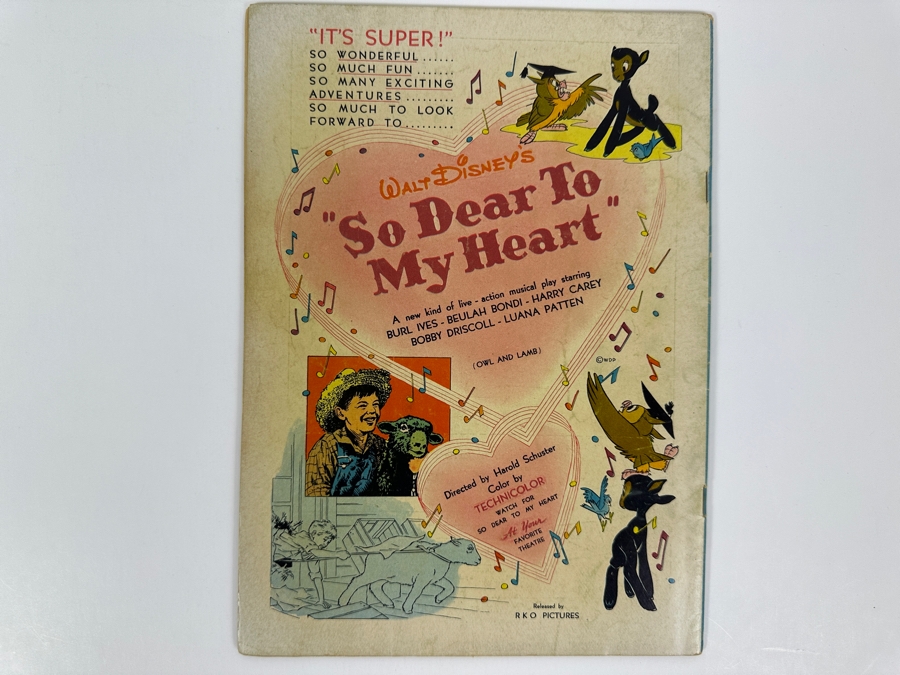 "IT'S SUPER!"
SO WONDERFUL ......
SO MUCH FUN .......
SO MANY EXCITING
ADVENTURES .........
SO MUCH TO LOOK
FORWARD TO .........
WALT DISNEY'S
"So Dear To
My Heart"
A new kind of live - action musical play starring
BURL IVES - BEULAH BONDI - HARRY CAREY
BOBBY DRISCOLL - LUANA PATTEN
(OWL AND LAMB)
©WDP
Directed by Harold Schuster
Color by
TECHNICOLOR
WATCH FOR
SO DEAR TO MY HEART
At Your
FAVORITE
THEATRE
Released by
RKO PICTURES